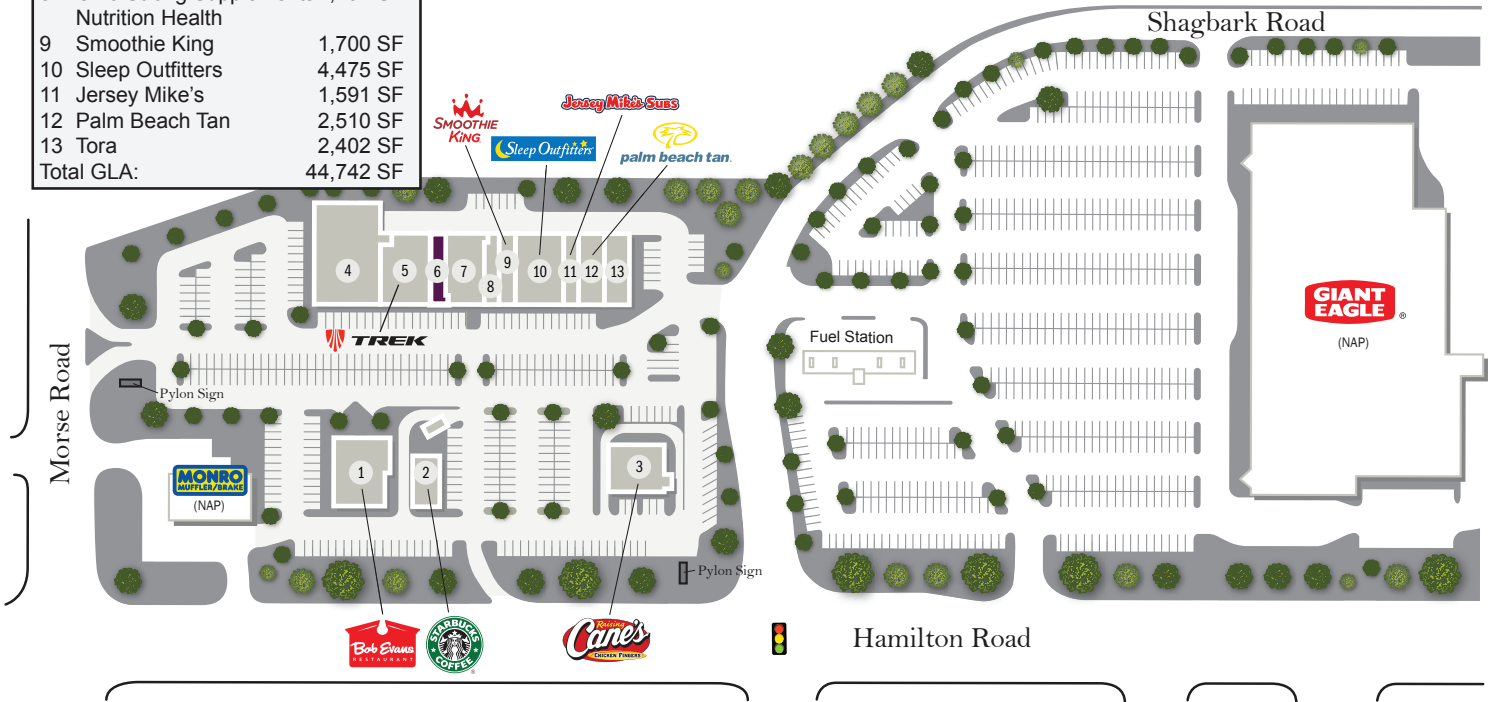 Nutrition Health
9 Smoothie King 1,700 SF
10 Sleep Outfitters 4,475 SF
11 Jersey Mike's 1,591 SF
12 Palm Beach Tan 2,510 SF
13 Tora 2,402 SF
Total GLA: 44,742 SF
Shagbark Road
SMOOTHIE
KING
Jersey Mike's Subs
Sleep Outfitters
palm beach tan.
4
5
6
7
8
9
10
11
12
13
TREK
Fuel Station
GIANT
EAGLE
®
(NAP)
Morse Road
Pylon Sign
MONRO
MUFFLER/BRAKE
(NAP)
1
2
3
Pylon Sign
Bob Evans
RESTAURANT
STARBUCKS
COFFEE
®
Raising
Cane's
CHICKEN FINGERS
Hamilton Road